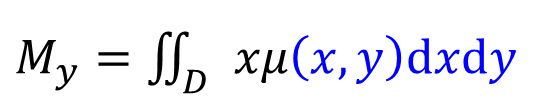 M_y = ∬_D xμ(x, y)dxdy